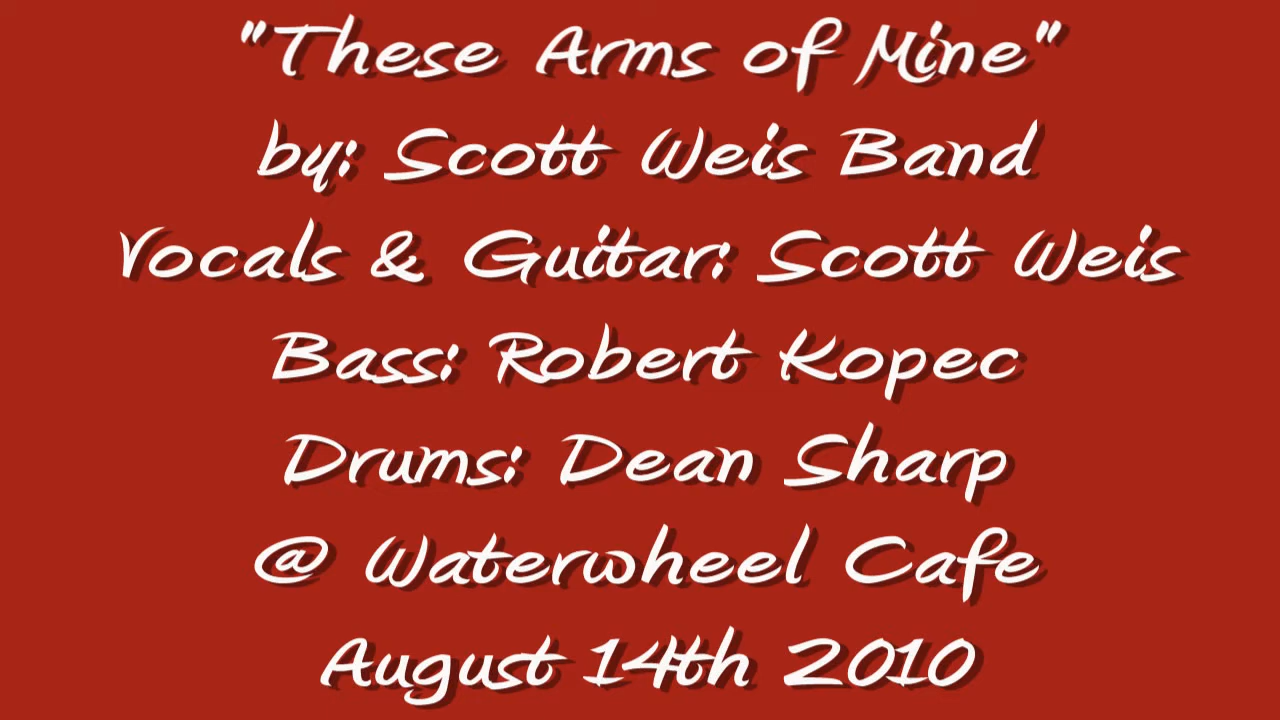 "These Arms of Mine"
by: Scott Weis Band
Vocals & Guitar: Scott Weis
Bass: Robert Kopec
Drums: Dean Sharp
@ Waterwheel Cafe
August 14th 2010